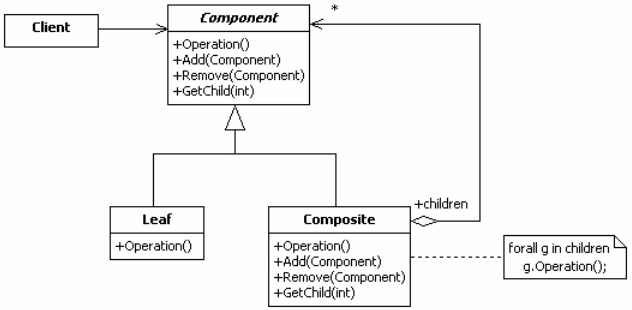 Client
Component
*
+Operation()
+Add(Component)
+Remove(Component)
+GetChild(int)
+children
Leaf
+Operation()
Composite
+Operation()
+Add(Component)
+Remove(Component)
+GetChild(int)
forall g in children
g.Operation();